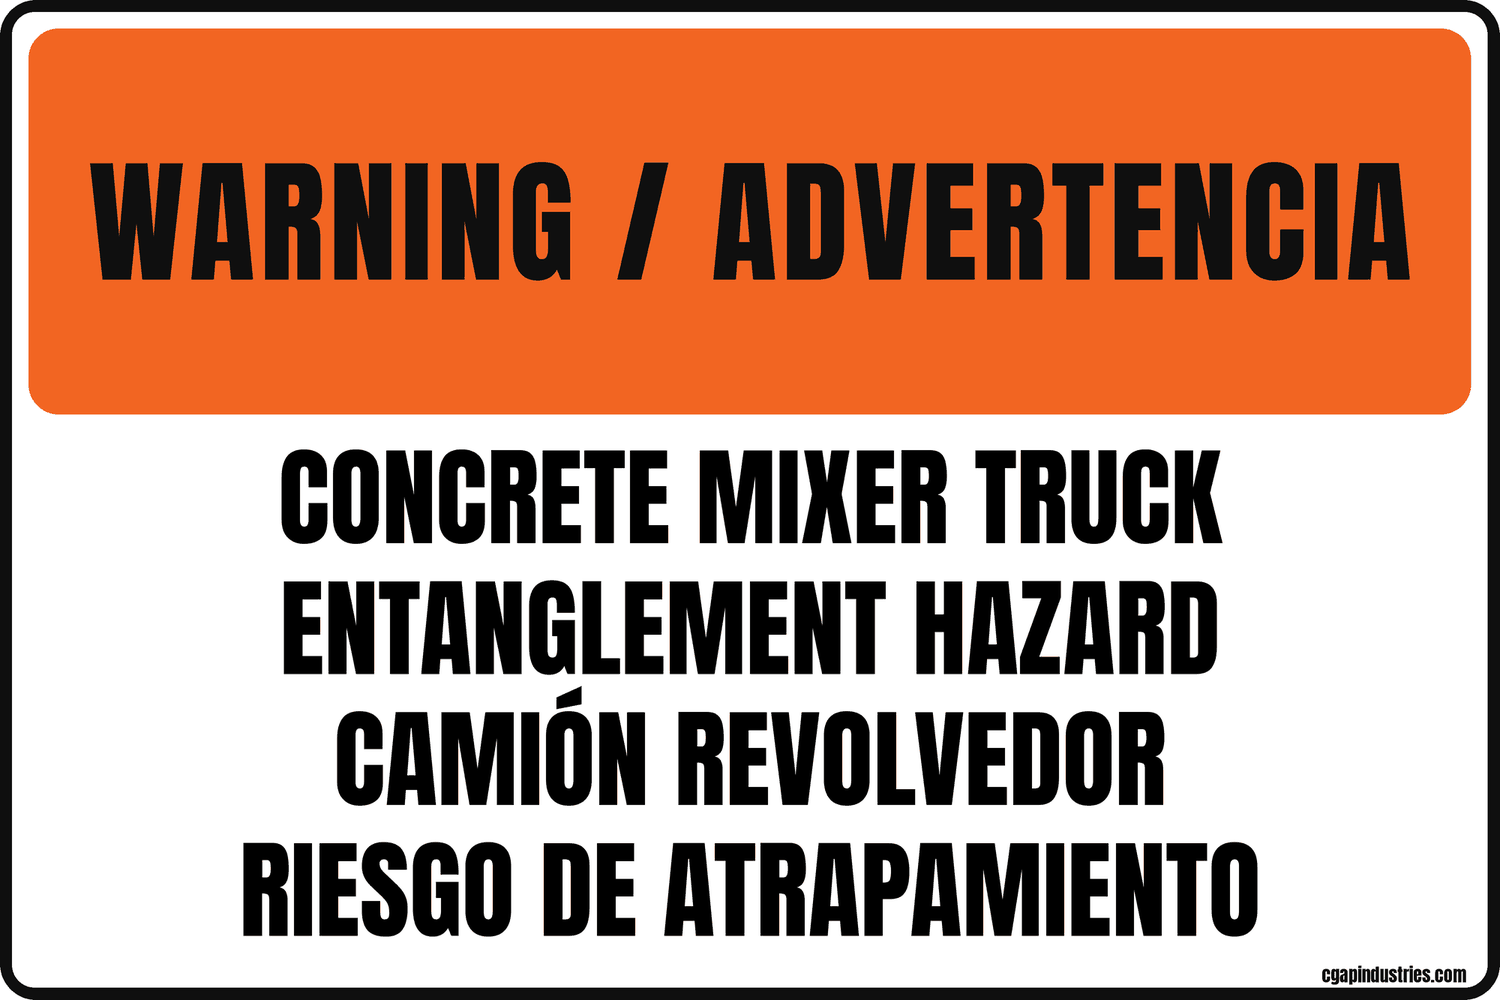 WARNING / ADVERTENCIA
CONCRETE MIXER TRUCK
ENTANGLEMENT HAZARD
CAMIÓN REVOLVEDOR
RIESGO DE ATRAPAMIENTO
cgapindustries.com